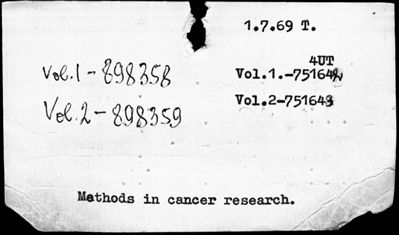 1.7.69 T.
4UT
Vol.1 - 898358
Vol.1.-751642
Vol.2 - 898359
Vol.2-751643
Methods in cancer research.